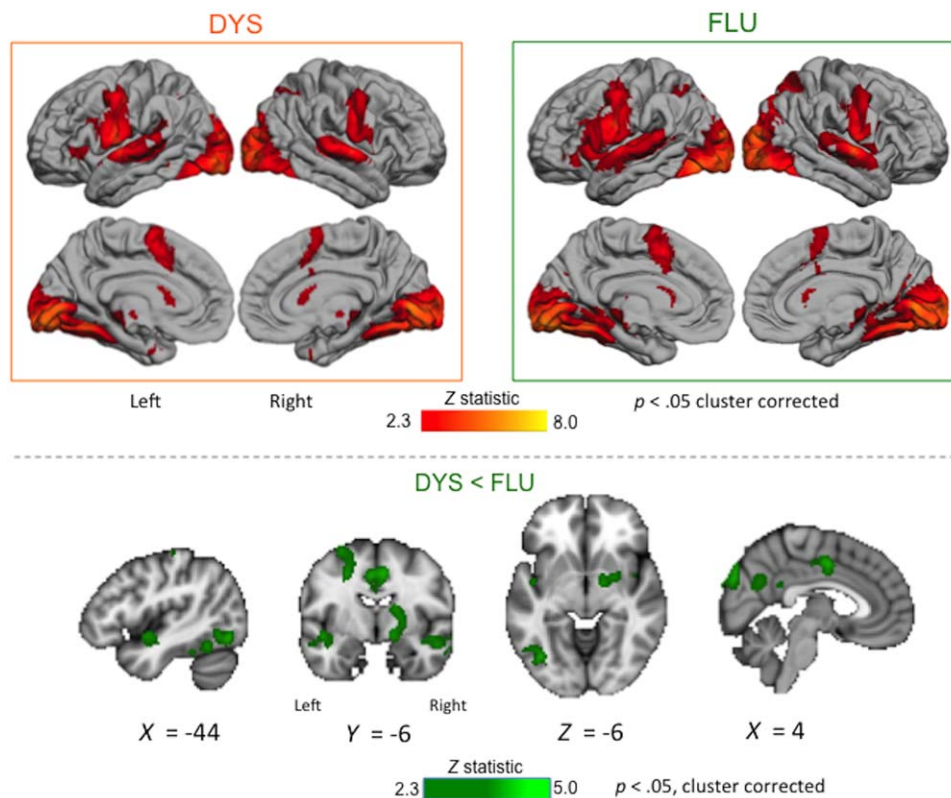 DYS
FLU
Left
Right
Z statistic
2.3
8.0
p < .05 cluster corrected
DYS < FLU
Left
Right
X = -44
Y = -6
Z = -6
X = 4
Z statistic
2.3
5.0
p < .05, cluster corrected